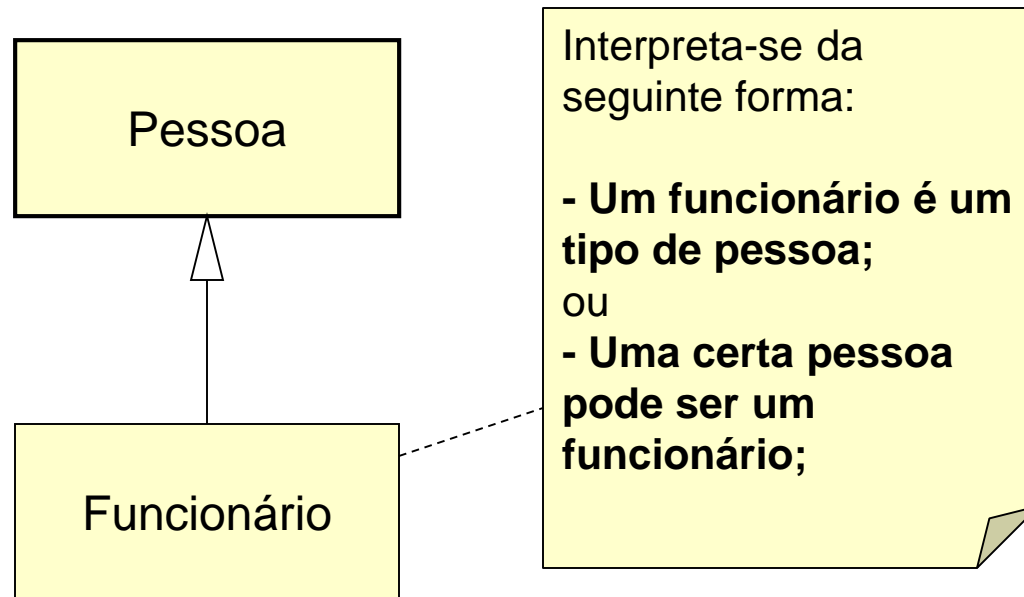 Pessoa
Funcionário
Interpreta-se da
seguinte forma:
- Um funcionário é um
tipo de pessoa;
ou
- Uma certa pessoa
pode ser um
funcionário;